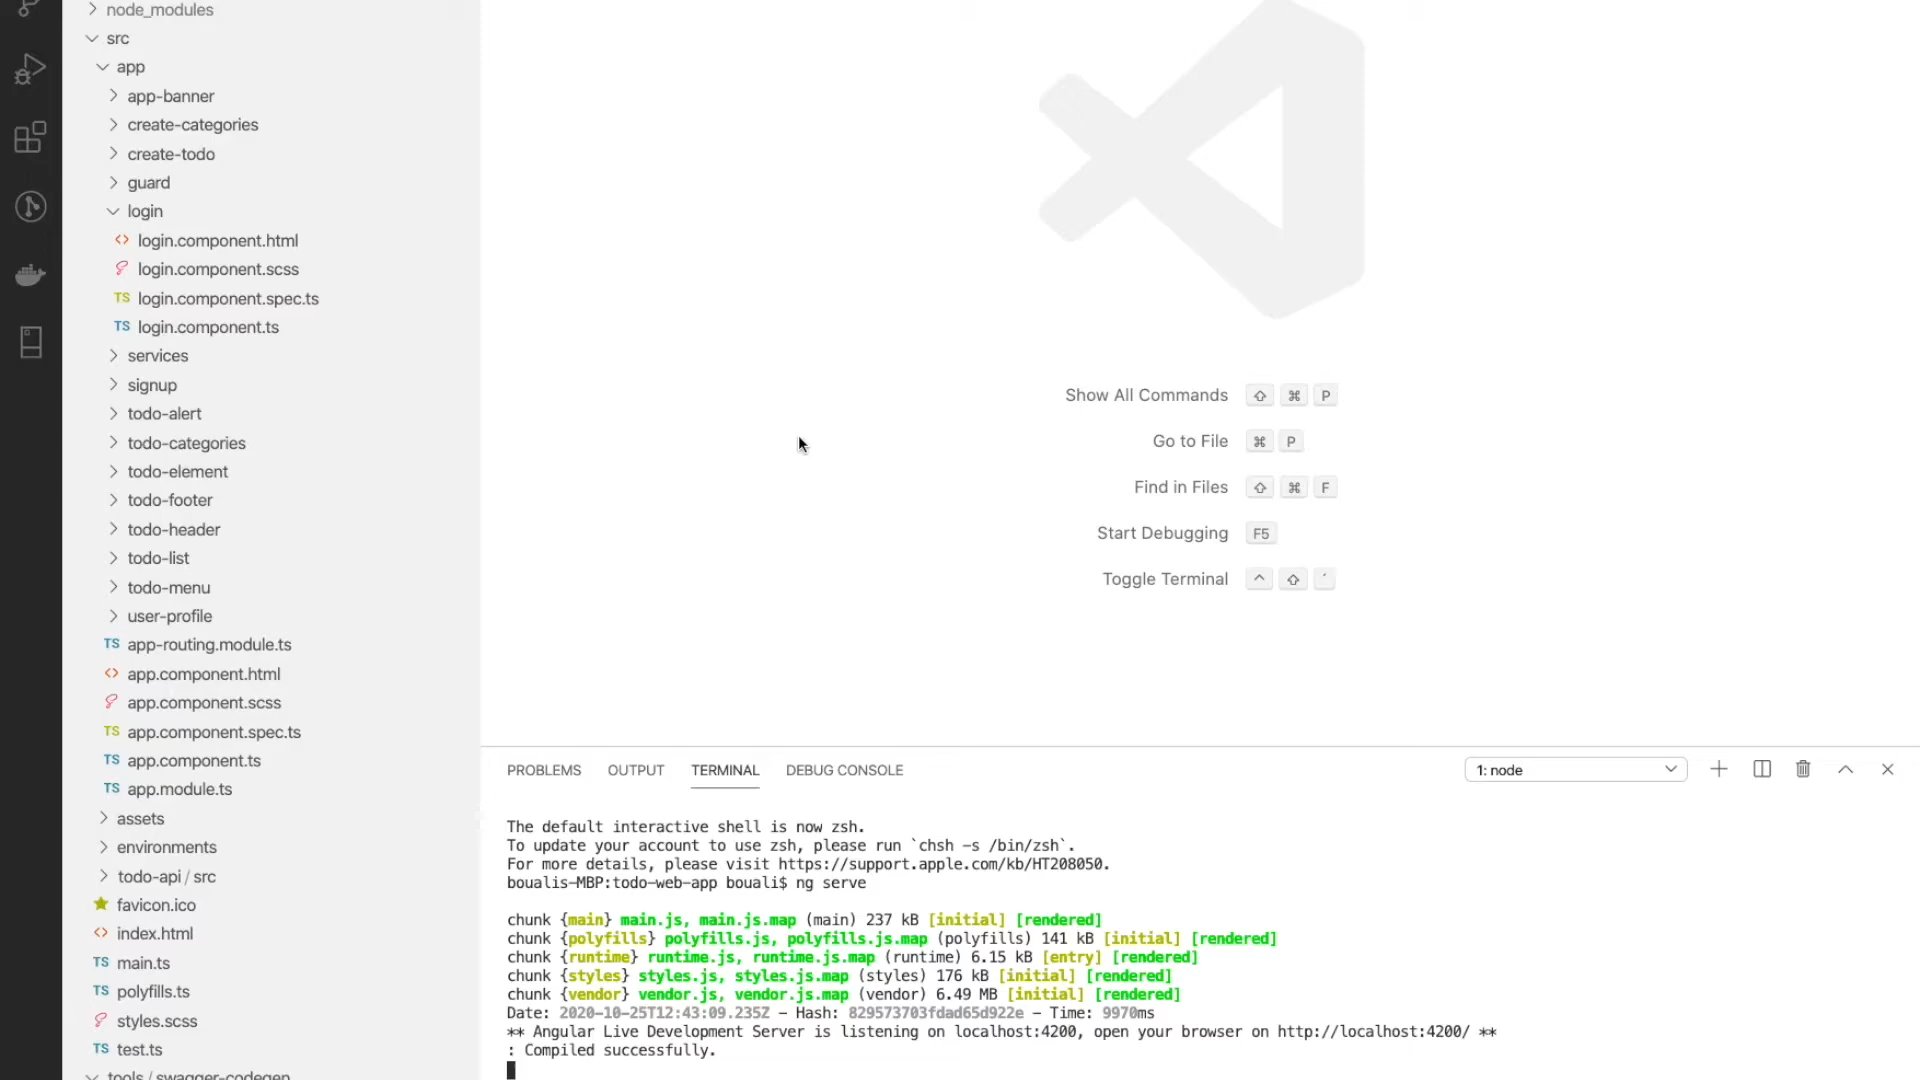 node_modules
src
app
app-banner
create-categories
create-todo
guard
login
login.component.html
login.component.scss
TS login.component.spec.ts
TS login.component.ts
services
signup
todo-alert
todo-categories
todo-element
todo-footer
todo-header
todo-list
todo-menu
user-profile
TS app-routing.module.ts
app.component.html
app.component.scss
TS app.component.spec.ts
TS app.component.ts
TS app.module.ts
assets
environments
todo-api / src
favicon.ico
index.html
TS main.ts
TS polyfills.ts
styles.scss
TS test.ts
tools / swagger-codegen
Show All Commands ⇧ ⌘ P
Go to File ⌘ P
Find in Files ⇧ ⌘ F
Start Debugging F5
Toggle Terminal ^ ⇧ ´
PROBLEMS OUTPUT TERMINAL DEBUG CONSOLE 1: node
The default interactive shell is now zsh.
To update your account to use zsh, please run `chsh -s /bin/zsh`.
For more details, please visit https://support.apple.com/kb/HT208050.
boualis-MBP:todo-web-app bouali$ ng serve
chunk {main} main.js, main.js.map (main) 237 kB [initial] [rendered]
chunk {polyfills} polyfills.js, polyfills.js.map (polyfills) 141 kB [initial] [rendered]
chunk {runtime} runtime.js, runtime.js.map (runtime) 6.15 kB [entry] [rendered]
chunk {styles} styles.js, styles.js.map (styles) 176 kB [initial] [rendered]
chunk {vendor} vendor.js, vendor.js.map (vendor) 6.49 MB [initial] [rendered]
Date: 2020-10-25T12:43:09.235Z - Hash: 829573703fdad65d922e - Time: 9970ms
** Angular Live Development Server is listening on localhost:4200, open your browser on http://localhost:4200/ **
: Compiled successfully.